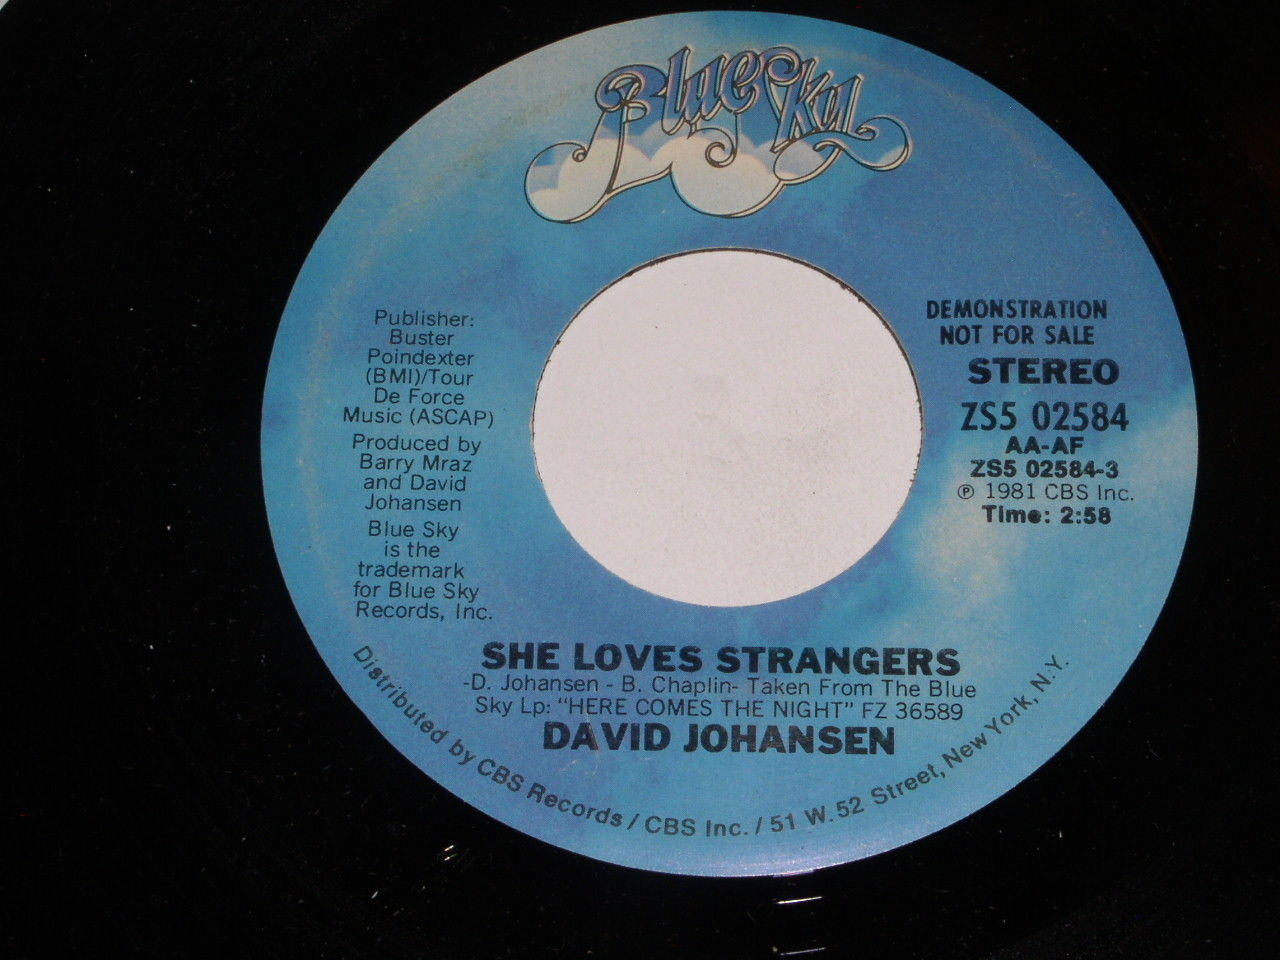 Blue Sky
Publisher:
Buster
Poindexter
(BMI)/Tour
De Force
Music (ASCAP)
Produced by
Barry Mraz
and David
Johansen
Blue Sky
is the
trademark
for Blue Sky
Records, Inc.
DEMONSTRATION
NOT FOR SALE
STEREO
ZS5 02584
AA-AF
ZS5 02584-3
℗ 1981 CBS Inc.
Time: 2:58
SHE LOVES STRANGERS
-D. Johansen - B. Chaplin- Taken From The Blue
Sky Lp: "HERE COMES THE NIGHT" FZ 36589
DAVID JOHANSEN
Distributed by CBS Records / CBS Inc. / 51 W. 52 Street, New York, N.Y.